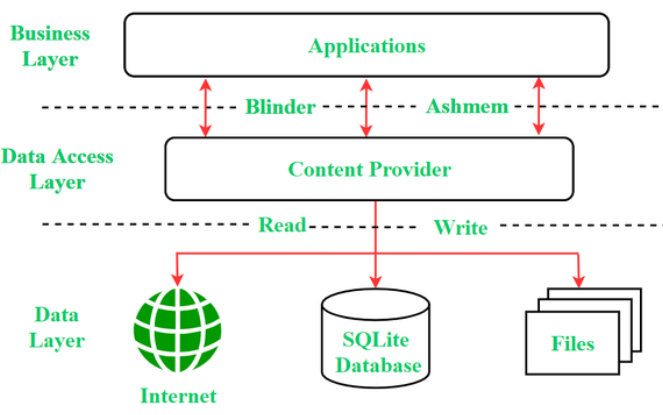 Business
Layer
Applications
Blinder
Ashmem
Data Access
Layer
Content Provider
Read
Write
Data
Layer
Internet
SQLite
Database
Files